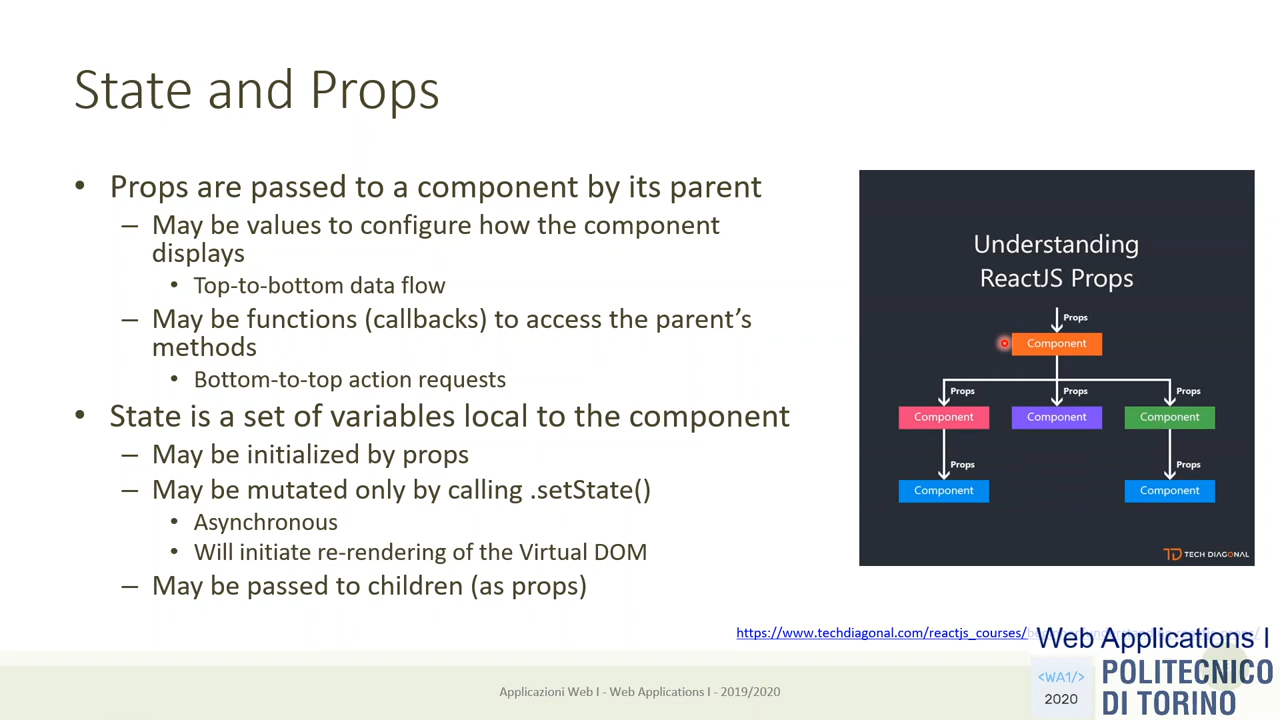 State and Props
• Props are passed to a component by its parent
– May be values to configure how the component
displays
• Top-to-bottom data flow
– May be functions (callbacks) to access the parent’s
methods
• Bottom-to-top action requests
• State is a set of variables local to the component
– May be initialized by props
– May be mutated only by calling .setState()
• Asynchronous
• Will initiate re-rendering of the Virtual DOM
– May be passed to children (as props)
Understanding
ReactJS Props
Props
Component
Props Props Props
Component Component Component
Props Props
Component Component
TECH DIAGONAL
https://www.techdiagonal.com/reactjs_courses/
Web Applications I
Applicazioni Web I - Web Applications I - 2019/2020
<WA1/>
2020
POLITECNICO
DI TORINO